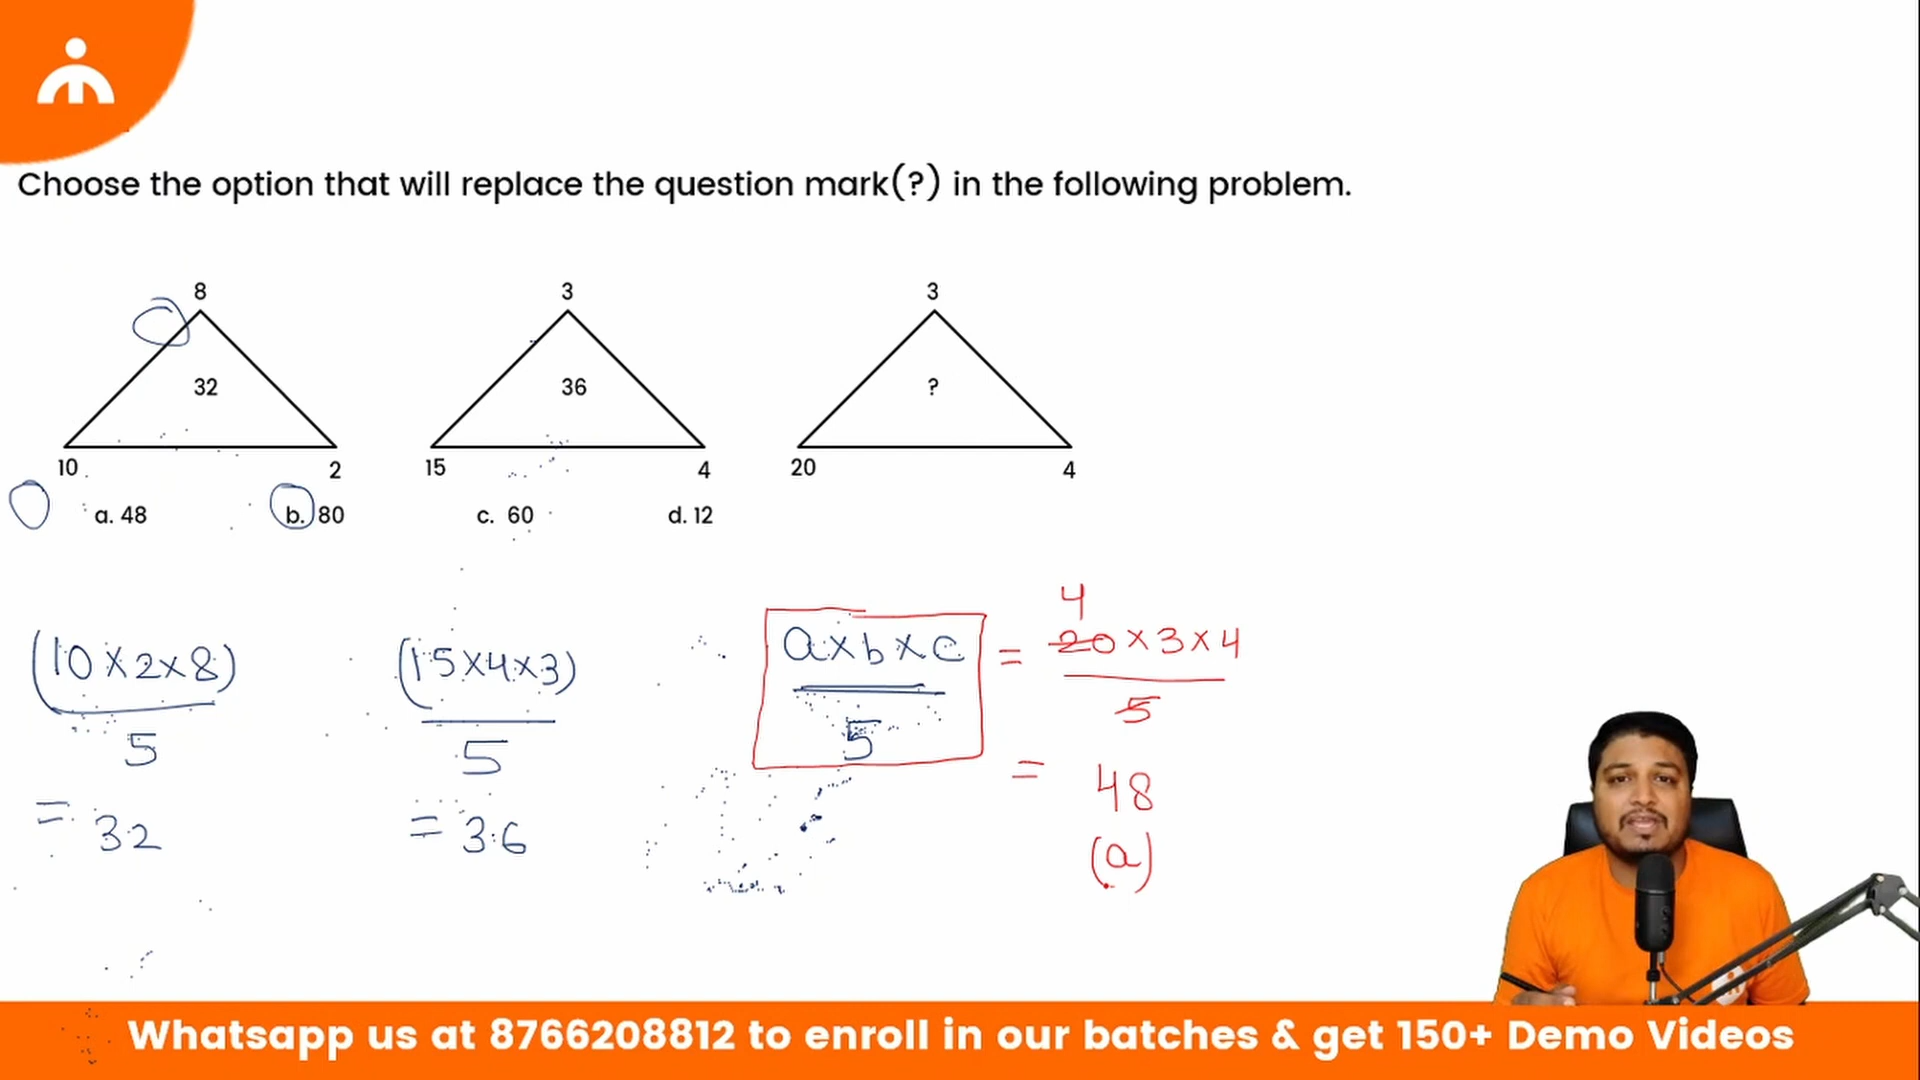 Choose the option that will replace the question mark(?) in the following problem.
8 3 3
32 36 ?
10 2 15 4 20 4
a. 48 b. 80 c. 60 d. 12
4
(10×2×8) (15×4×3) a×b×c = 20×3×4
5 5 5 5
= 32 = 36 = 48
(a)
Whatsapp us at 8766208812 to enroll in our batches & get 150+ Demo Videos